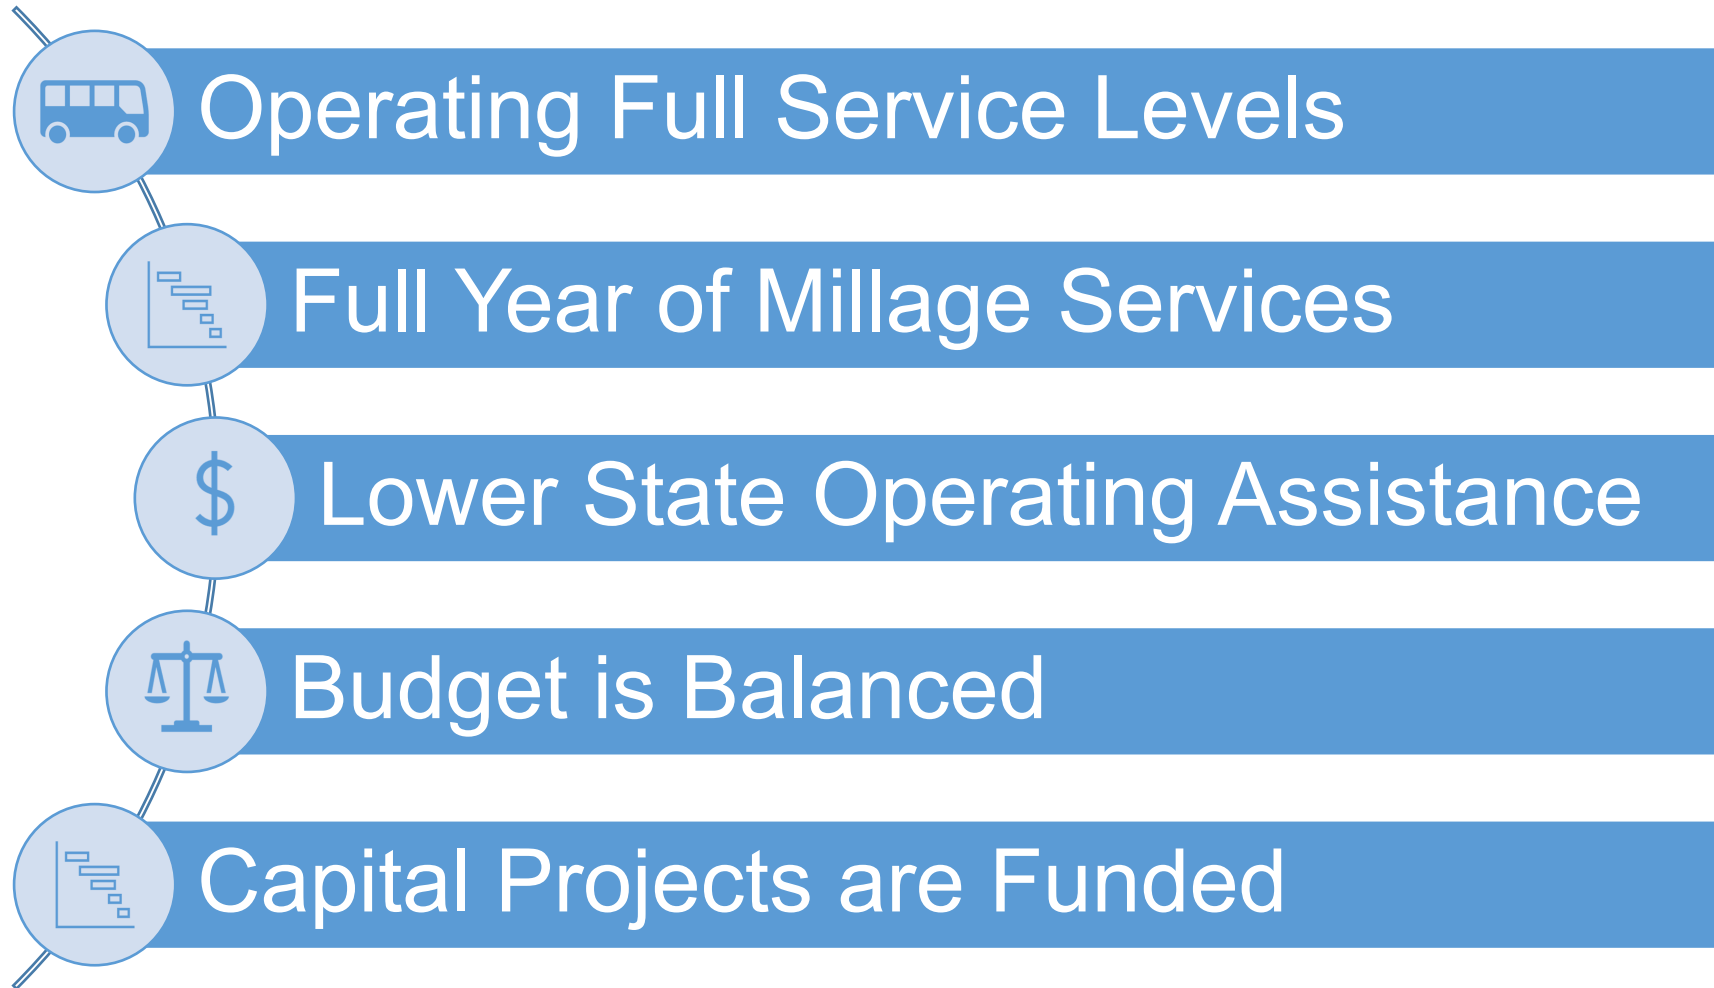 Operating Full Service Levels
Full Year of Millage Services
Lower State Operating Assistance
Budget is Balanced
Capital Projects are Funded